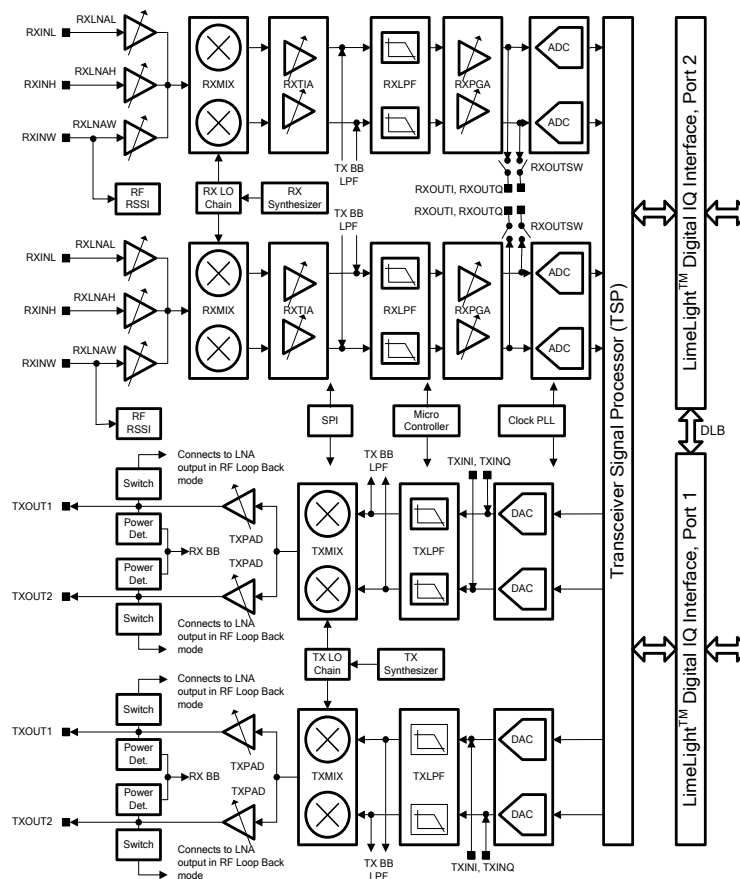 RXINL
RXLNAL
RXINH
RXLNAH
RXINW
RXLNAW
RF
RSSI
RXMIX
RXTIA
RXLPF
RXPGA
ADC
ADC
RX LO
Chain
RX
Synthesizer
TX BB
LPF
RXOUTI, RXOUTQ
RXOUTSW
TX BB
LPF
RXOUTI, RXOUTQ
RXOUTSW
RXINL
RXLNAL
RXINH
RXLNAH
RXINW
RXLNAW
RF
RSSI
RXMIX
RXTIA
RXLPF
RXPGA
ADC
ADC
SPI
Micro
Controller
Clock PLL
Connects to LNA
output in RF Loop Back
mode
Switch
TXOUT1
Power
Det.
RX BB
Power
Det.
TXOUT2
Switch
Connects to LNA
output in RF Loop Back
mode
TXPAD
TXPAD
TXMIX
TX BB
LPF
TXLPF
TXINI, TXINQ
DAC
DAC
TX LO
Chain
TX
Synthesizer
Connects to LNA
output in RF Loop Back
mode
Switch
TXOUT1
Power
Det.
RX BB
Power
Det.
TXOUT2
Switch
Connects to LNA
output in RF Loop Back
mode
TXPAD
TXPAD
TXMIX
TX BB
LPF
TXLPF
TXINI, TXINQ
DAC
DAC
Transceiver Signal Processor (TSP)
LimeLight™ Digital IQ Interface, Port 2
DLB
LimeLight™ Digital IQ Interface, Port 1